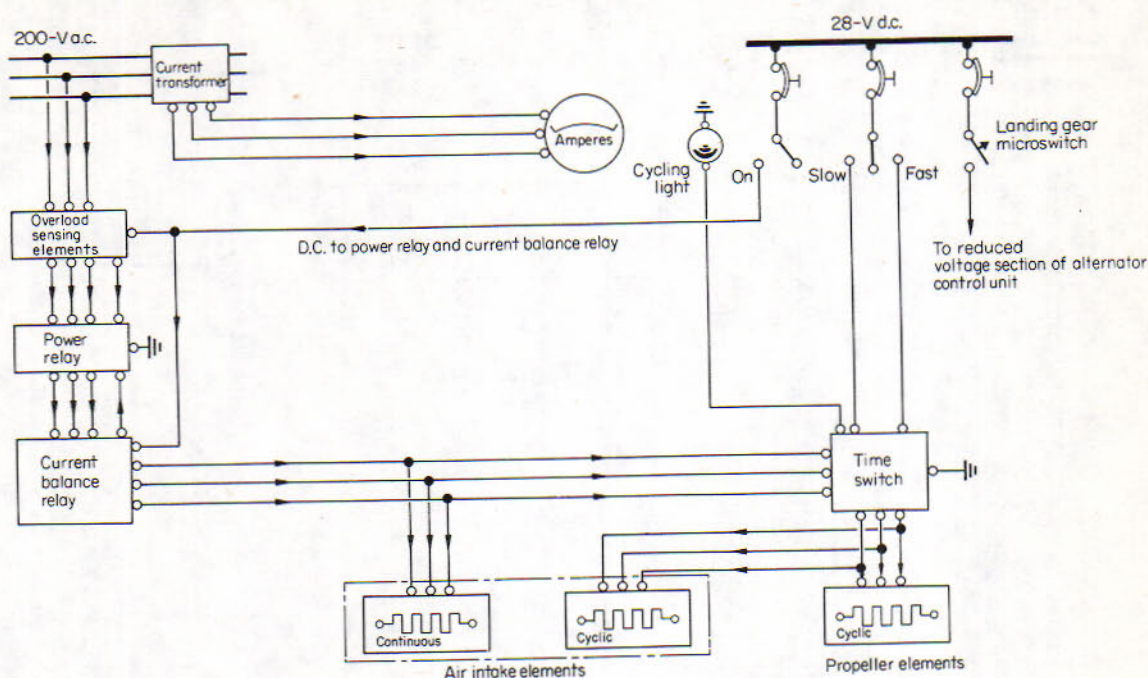 200-V a.c.
28-V d.c.
Current
transformer
Amperes
Cycling
light
On
Slow
Fast
Landing gear
microswitch
Overload
sensing
elements
D.C. to power relay and current balance relay
To reduced
voltage section of alternator
control unit
Power
relay
Current
balance
relay
Time
switch
Continuous
Cyclic
Cyclic
Air intake elements
Propeller elements